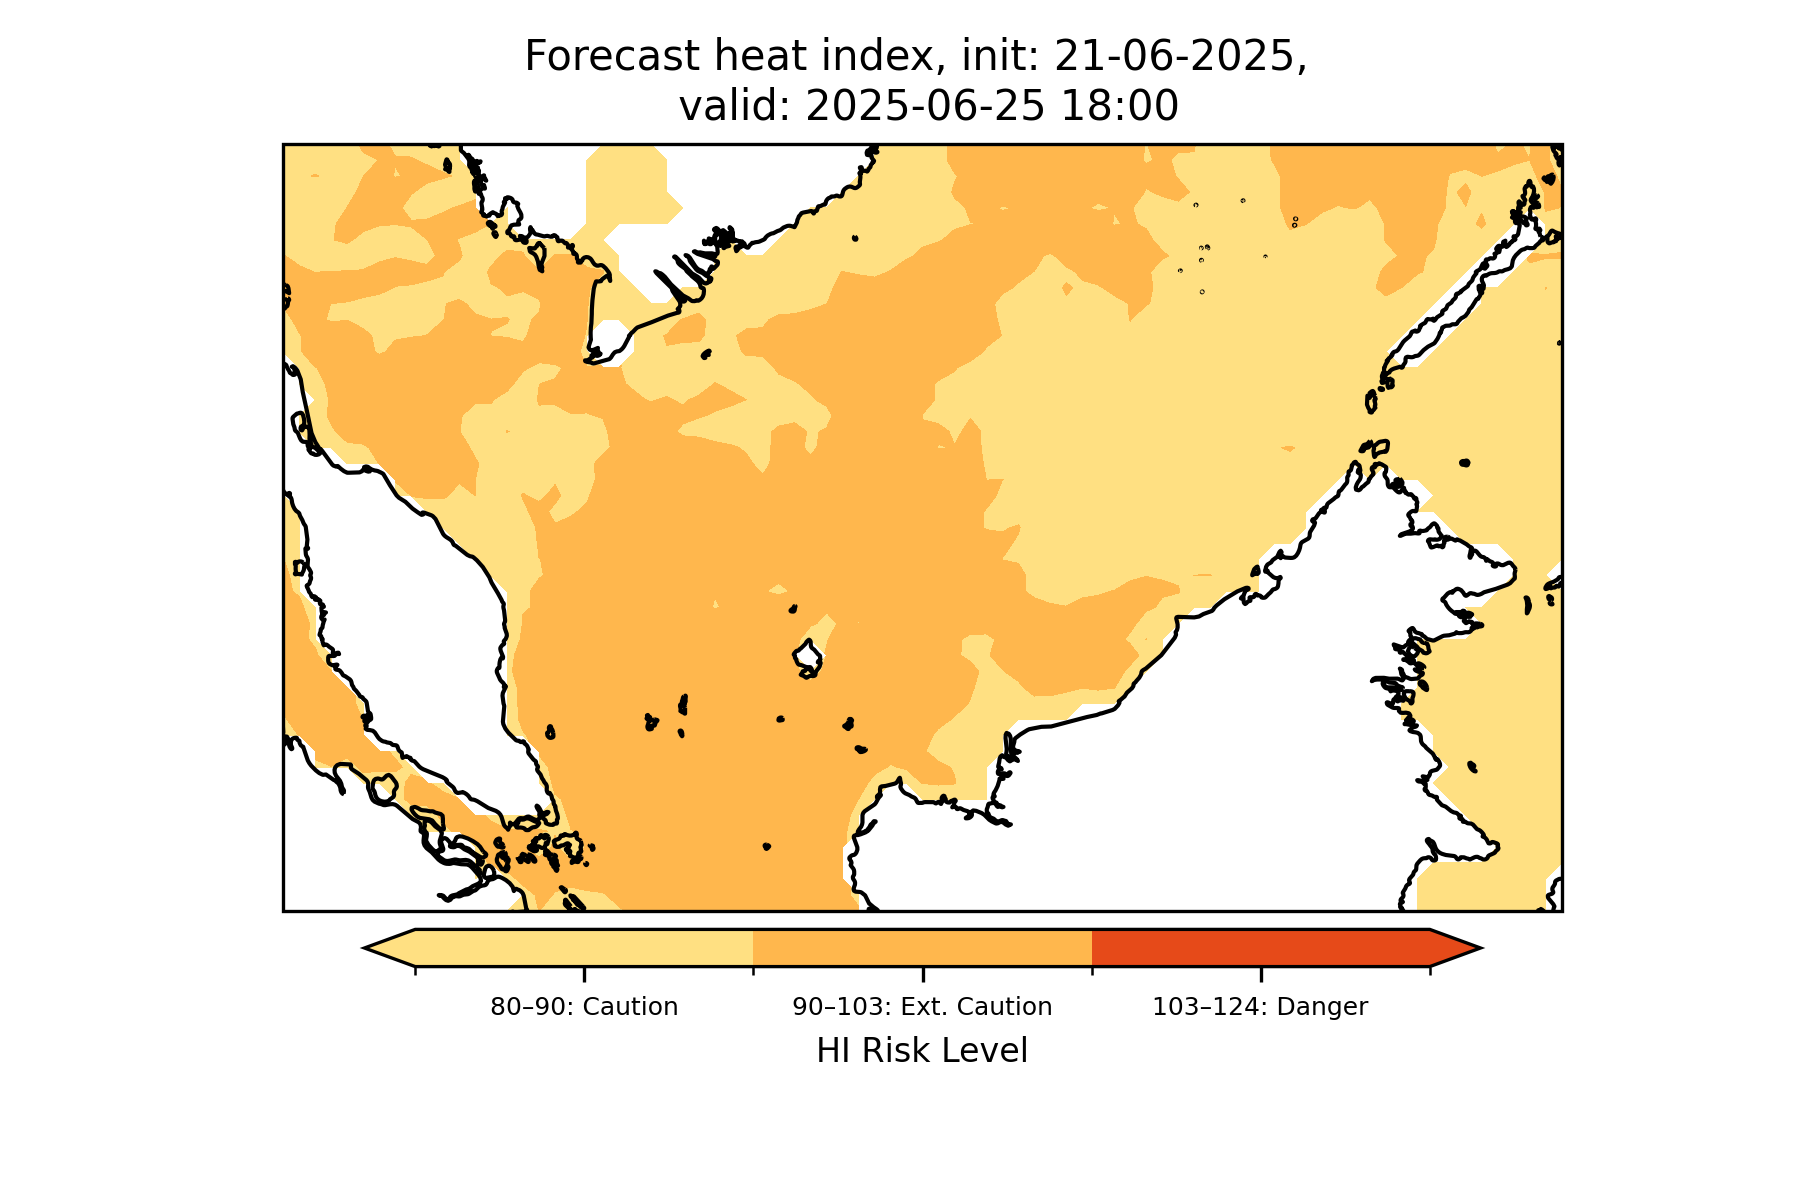 Forecast heat index, init: 21-06-2025,
valid: 2025-06-25 18:00
80–90: Caution
90–103: Ext. Caution
103–124: Danger
HI Risk Level